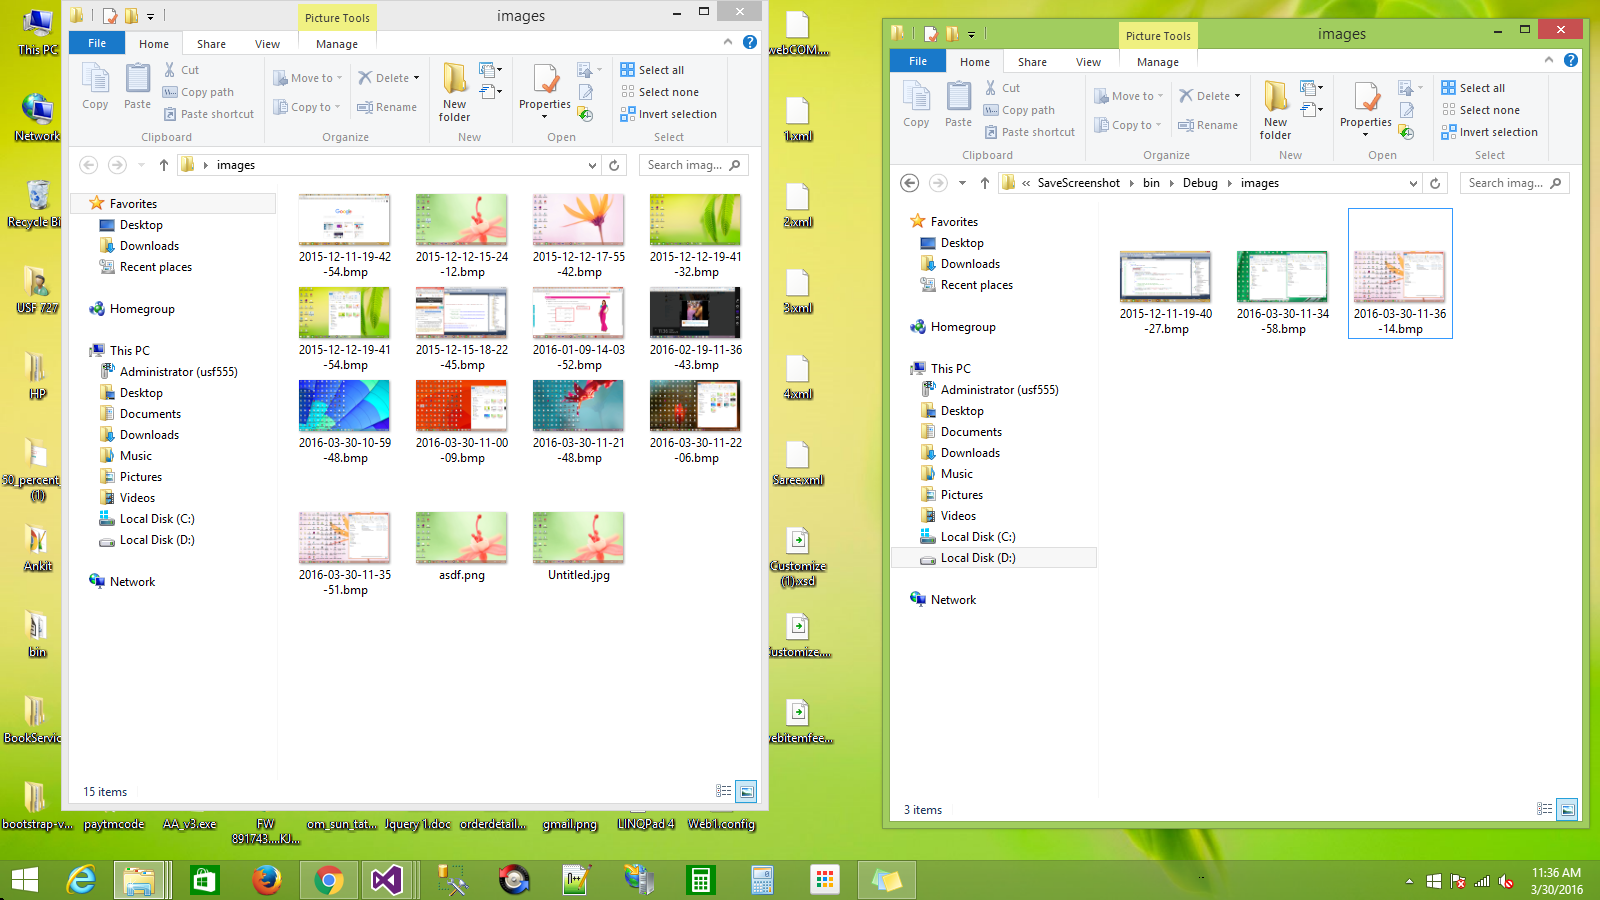 This PC
Network
Recycle Bi
USF 727
HP
50_percent_
(1)
Ankit
bin
BookServic
bootstrap-v...
paytmcode
AA_v3.exe
FW
891743....KJ...
om_sun_tat...
Jquery 1.doc
orderdetail...
gmail.png
LINQPad 4
Web1.config
Picture Tools
images
File
Home
Share
View
Manage
Copy
Paste
Cut
Copy path
Paste shortcut
Clipboard
Move to
Copy to
Delete
Rename
Organize
New
folder
New
Properties
Open
Select all
Select none
Invert selection
Select
images
Search imag...
Favorites
Desktop
Downloads
Recent places
Homegroup
This PC
Administrator (usf555)
Desktop
Documents
Downloads
Music
Pictures
Videos
Local Disk (C:)
Local Disk (D:)
Network
2015-12-11-19-42
-54.bmp
2015-12-12-15-24
-12.bmp
2015-12-12-17-55
-42.bmp
2015-12-12-19-41
-32.bmp
2015-12-12-19-41
-54.bmp
2015-12-15-18-22
-45.bmp
2016-01-09-14-03
-52.bmp
2016-02-19-11-36
-43.bmp
2016-03-30-10-59
-48.bmp
2016-03-30-11-00
-09.bmp
2016-03-30-11-21
-48.bmp
2016-03-30-11-22
-06.bmp
2016-03-30-11-35
-51.bmp
asdf.png
Untitled.jpg
15 items
webCOM....
1.xml
2.xml
3.xml
4.xml
Saree.xml
Customize
(1).xsd
Customize....
webitemfee...
Picture Tools
images
File
Home
Share
View
Manage
Copy
Paste
Cut
Copy path
Paste shortcut
Clipboard
Move to
Copy to
Delete
Rename
Organize
New
folder
New
Properties
Open
Select all
Select none
Invert selection
Select
« SaveScreenshot
bin
Debug
images
Search imag...
Favorites
Desktop
Downloads
Recent places
Homegroup
This PC
Administrator (usf555)
Desktop
Documents
Downloads
Music
Pictures
Videos
Local Disk (C:)
Local Disk (D:)
Network
2015-12-11-19-40
-27.bmp
2016-03-30-11-34
-58.bmp
2016-03-30-11-36
-14.bmp
3 items
11:36 AM
3/30/2016